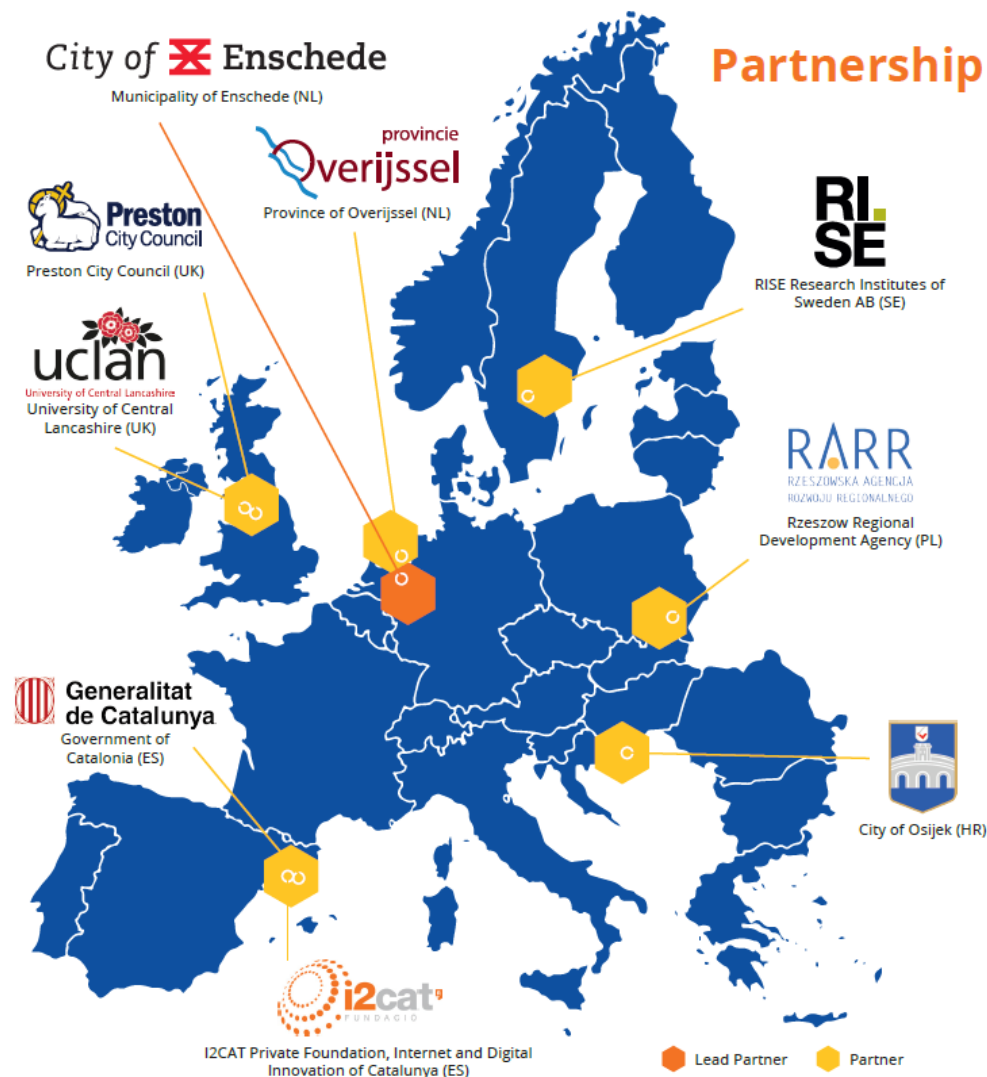 City of Enschede
Municipality of Enschede (NL)
Partnership
provincie
Overijssel
Province of Overijssel (NL)
Preston
City Council
Preston City Council (UK)
RI.
SE
RISE Research Institutes of
Sweden AB (SE)
uclan
University of Central Lancashire
University of Central
Lancashire (UK)
RARR
RZESZOWSKA AGENCJA
ROZWOJU REGIONALNEGO
Rzeszow Regional
Development Agency (PL)
Generalitat
de Catalunya
Government of
Catalonia (ES)
City of Osijek (HR)
i2cat
FUNDACIÓ
I2CAT Private Foundation, Internet and Digital
Innovation of Catalunya (ES)
Lead Partner
Partner